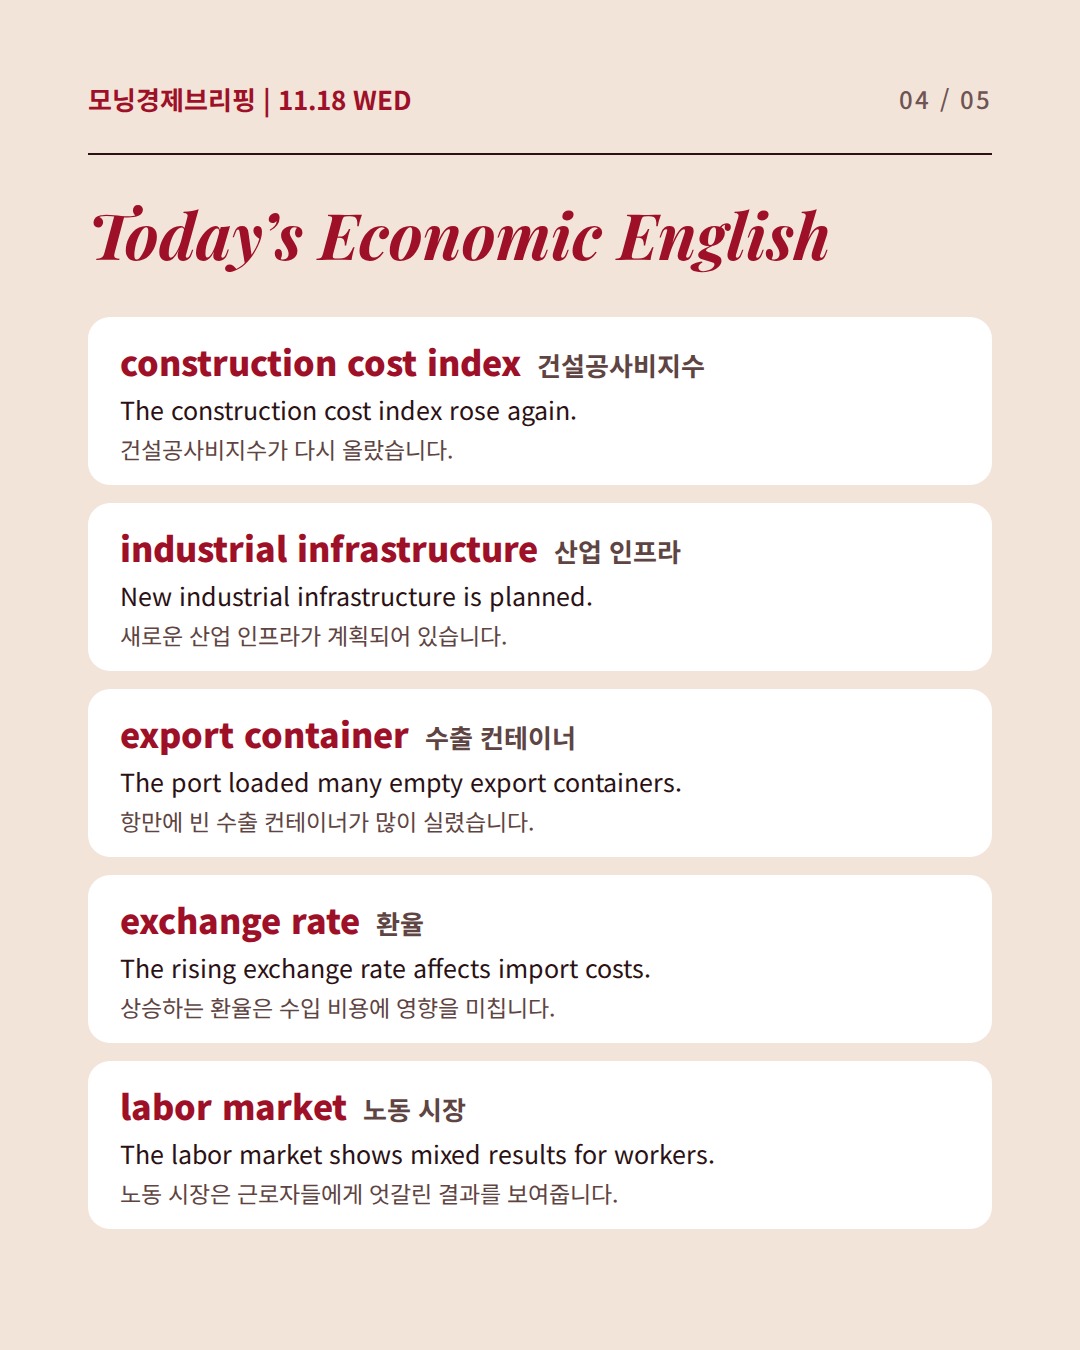 모닝경제브리핑 | 11.18 WED
04 / 05
Today's Economic English
construction cost index 건설공사비지수
The construction cost index rose again.
건설공사비지수가 다시 올랐습니다.
industrial infrastructure 산업 인프라
New industrial infrastructure is planned.
새로운 산업 인프라가 계획되어 있습니다.
export container 수출 컨테이너
The port loaded many empty export containers.
항만에 빈 수출 컨테이너가 많이 실렸습니다.
exchange rate 환율
The rising exchange rate affects import costs.
상승하는 환율은 수입 비용에 영향을 미칩니다.
labor market 노동 시장
The labor market shows mixed results for workers.
노동 시장은 근로자들에게 엇갈린 결과를 보여줍니다.